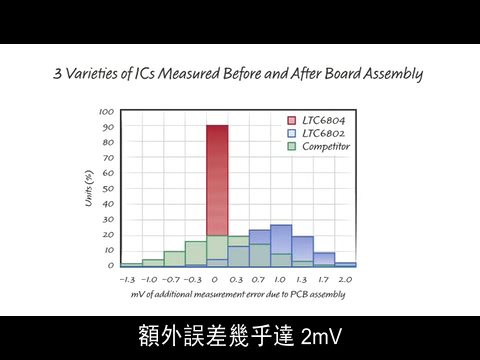 3 Varieties of ICs Measured Before and After Board Assembly
LTC6804
LTC6802
Competitor
Units (%)
100
90
80
70
60
50
40
30
20
10
0
−1.3 −1.0 −0.7 −0.3 0 0.3 0.7 1.0 1.3 1.7 2.0
mV of additional measurement error due to PCB assembly
額外誤差幾乎達 2mV